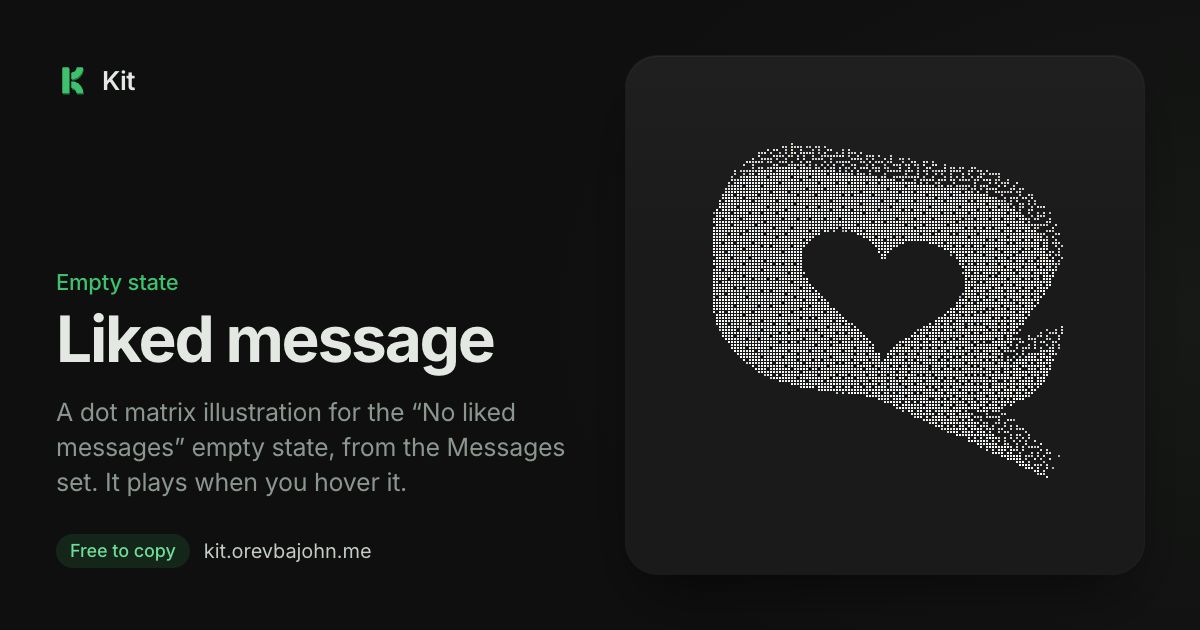 Kit
Empty state
Liked message
A dot matrix illustration for the “No liked
messages” empty state, from the Messages
set. It plays when you hover it.
Free to copy
kit.orevbajohn.me